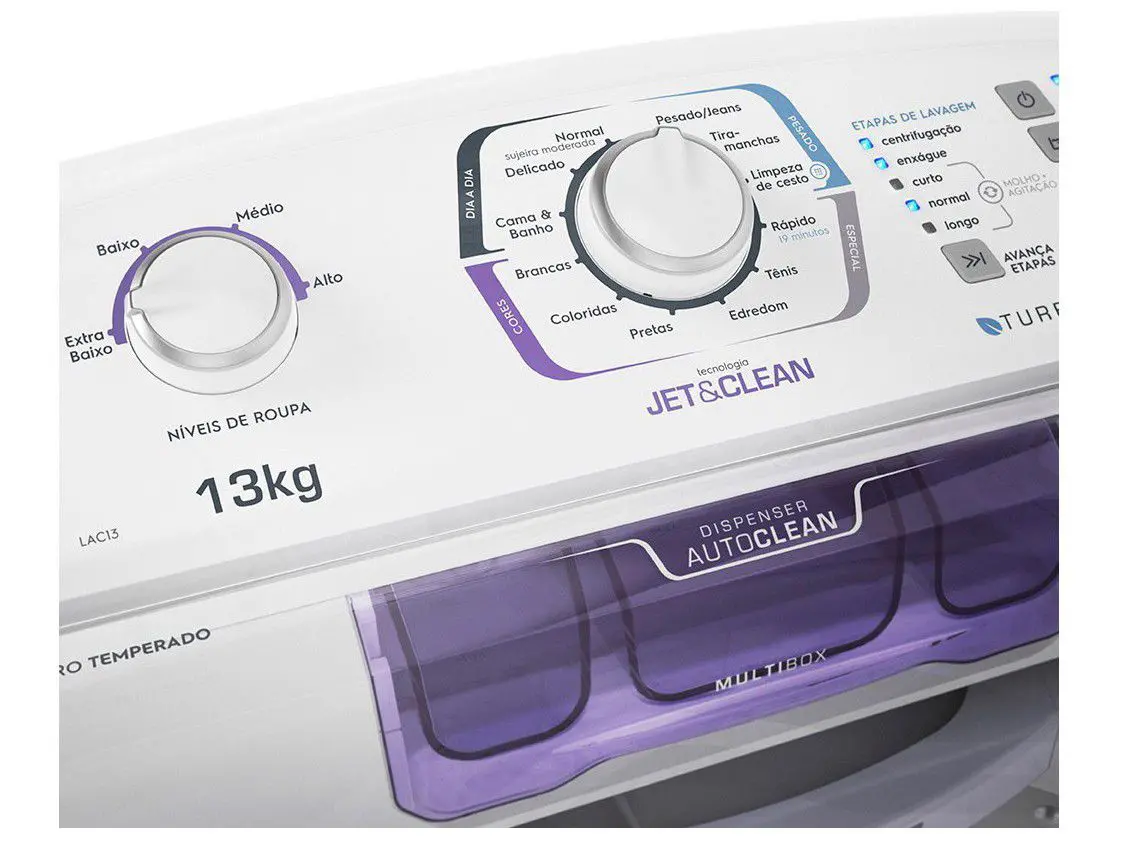 Baixo
Médio
Alto
Extra
Baixo
NÍVEIS DE ROUPA
13kg
LAC13
DIA A DIA
Normal
sujeira moderada
Delicado
Cama &
Banho
CORES
Brancas
Coloridas
Pretas
PESADO
Pesado/Jeans
Tira-
manchas
Limpeza
de cesto
ESPECIAL
Rápido
19 minutos
Tênis
Edredom
tecnologia
JET&CLEAN
ETAPAS DE LAVAGEM
centrifugação
enxágue
curto
normal
longo
MOLHO +
AGITAÇÃO
AVANÇA
ETAPAS
TURB
DISPENSER
AUTOCLEAN
MULTIBOX
RO TEMPERADO